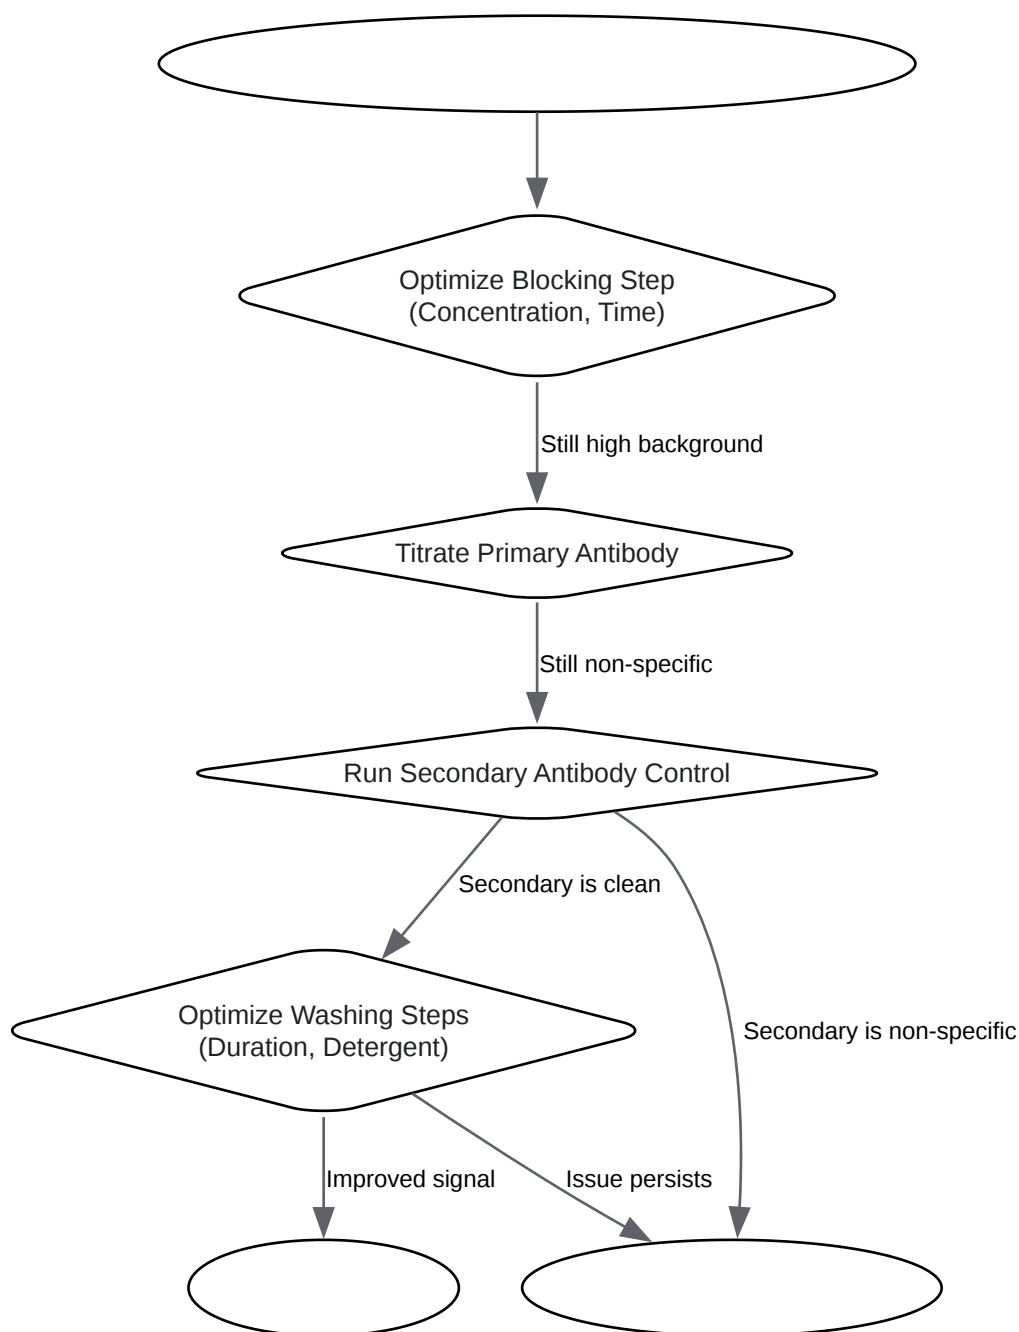 Optimize Blocking Step
(Concentration, Time)
Still high background
Titrate Primary Antibody
Still non-specific
Run Secondary Antibody Control
Secondary is clean
Optimize Washing Steps
(Duration, Detergent)
Secondary is non-specific
Improved signal
Issue persists